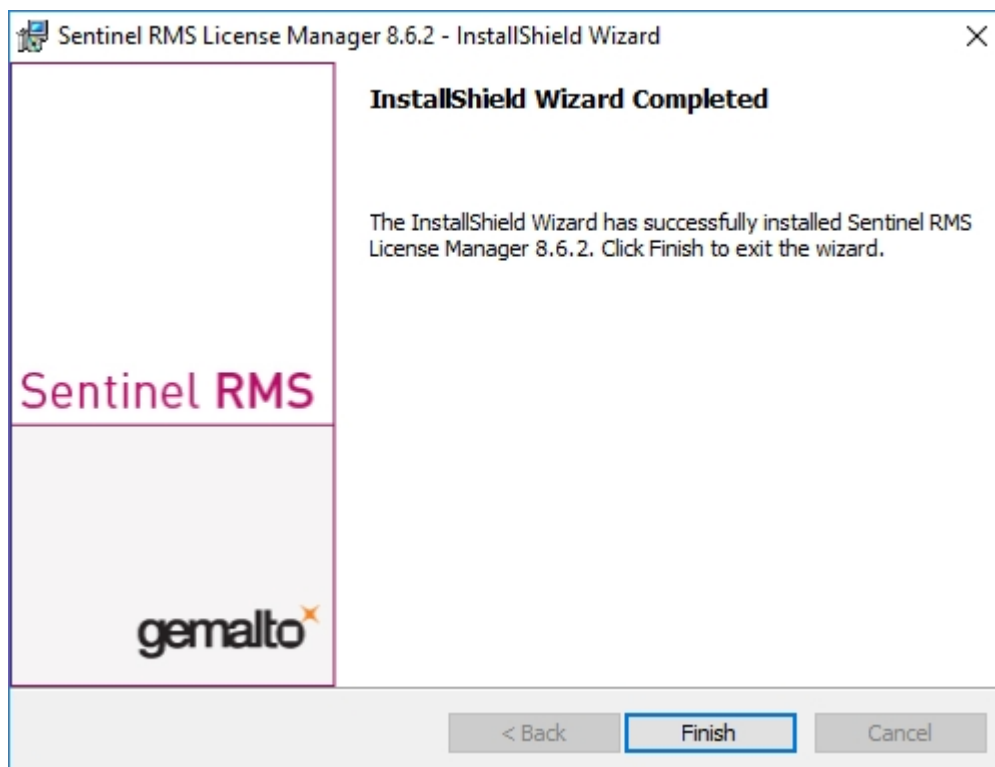 Sentinel RMS License Manager 8.6.2 - InstallShield Wizard
InstallShield Wizard Completed
The InstallShield Wizard has successfully installed Sentinel RMS
License Manager 8.6.2. Click Finish to exit the wizard.
Sentinel RMS
gemalto
< Back
Finish
Cancel